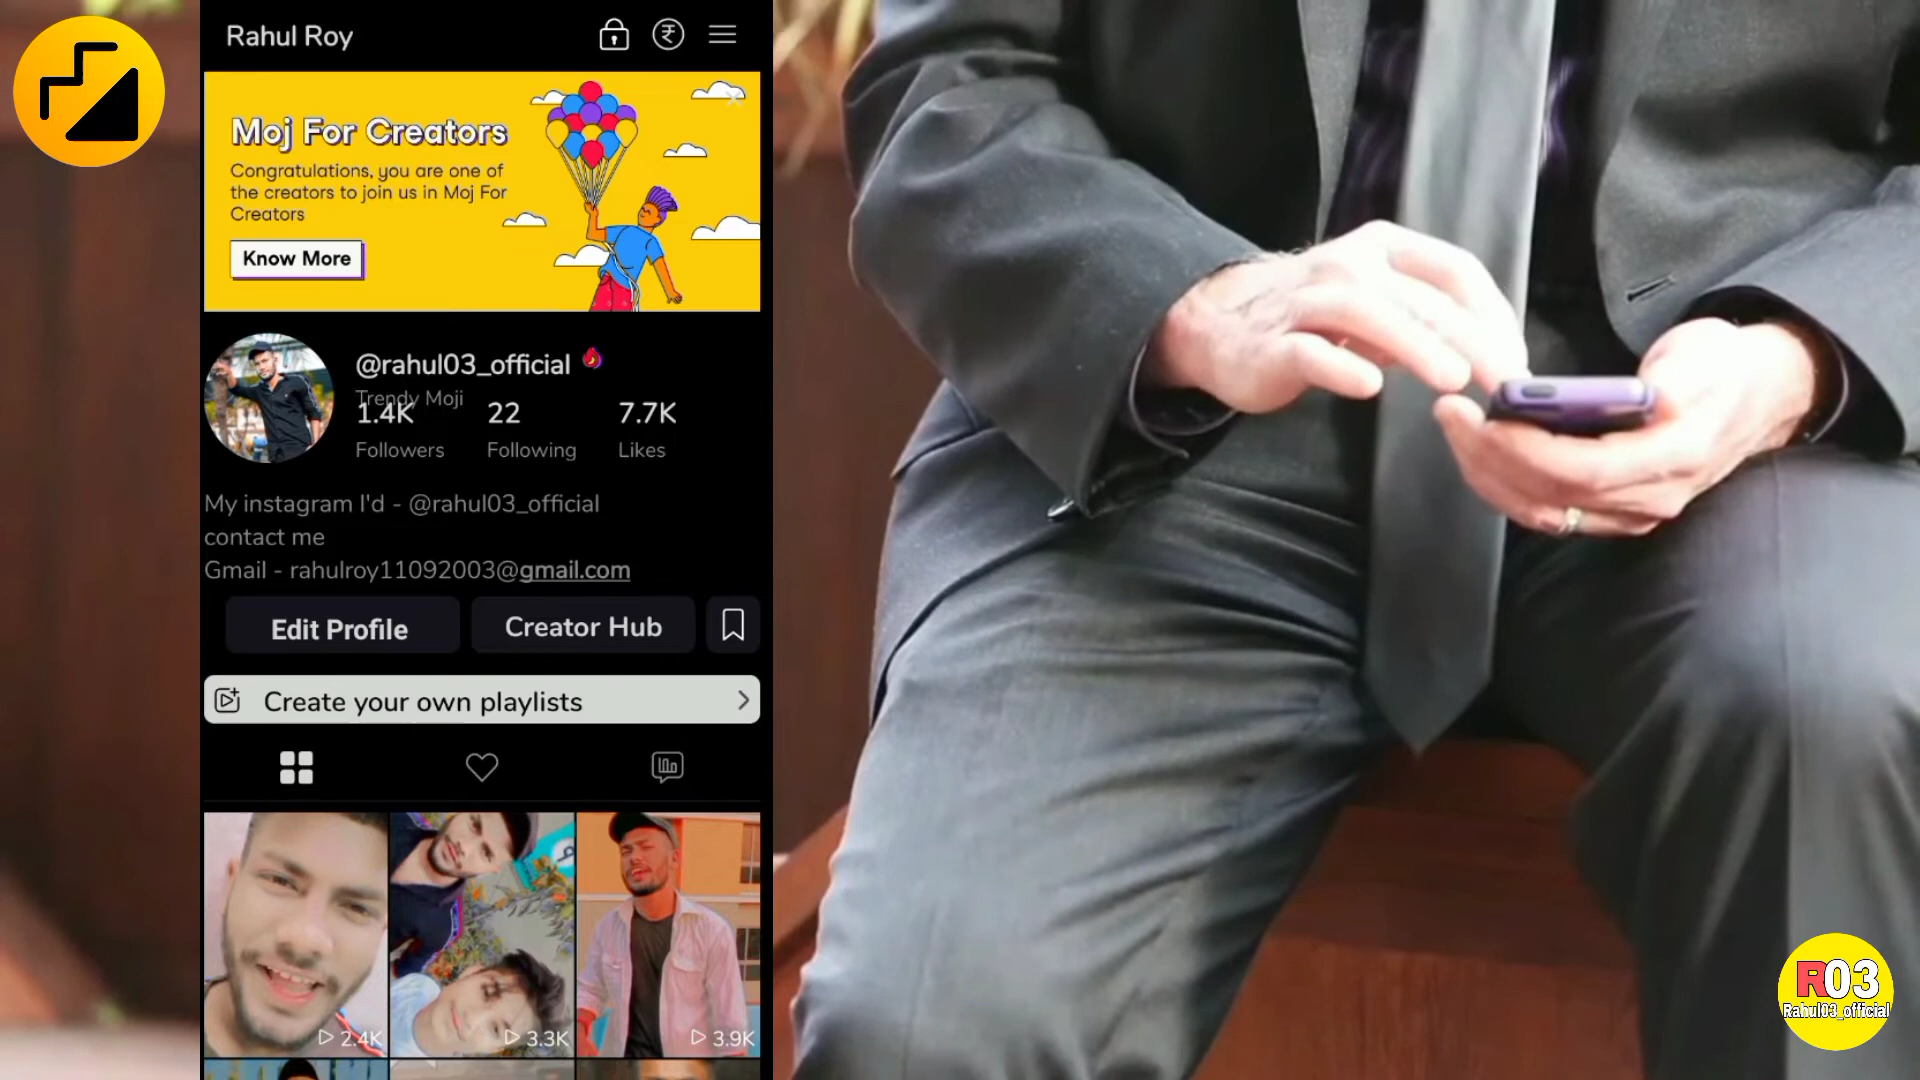 Rahul Roy
Moj For Creators
Congratulations, you are one of
the creators to join us in Moj For
Creators
Know More
@rahul03_official
Trendy Moji
1.4K 22 7.7K
Followers Following Likes
My instagram I'd - @rahul03_official
contact me
Gmail - rahulroy11092003@gmail.com
Edit Profile Creator Hub
Create your own playlists
2.4K 3.3K 3.9K
R03
Rahul03_official